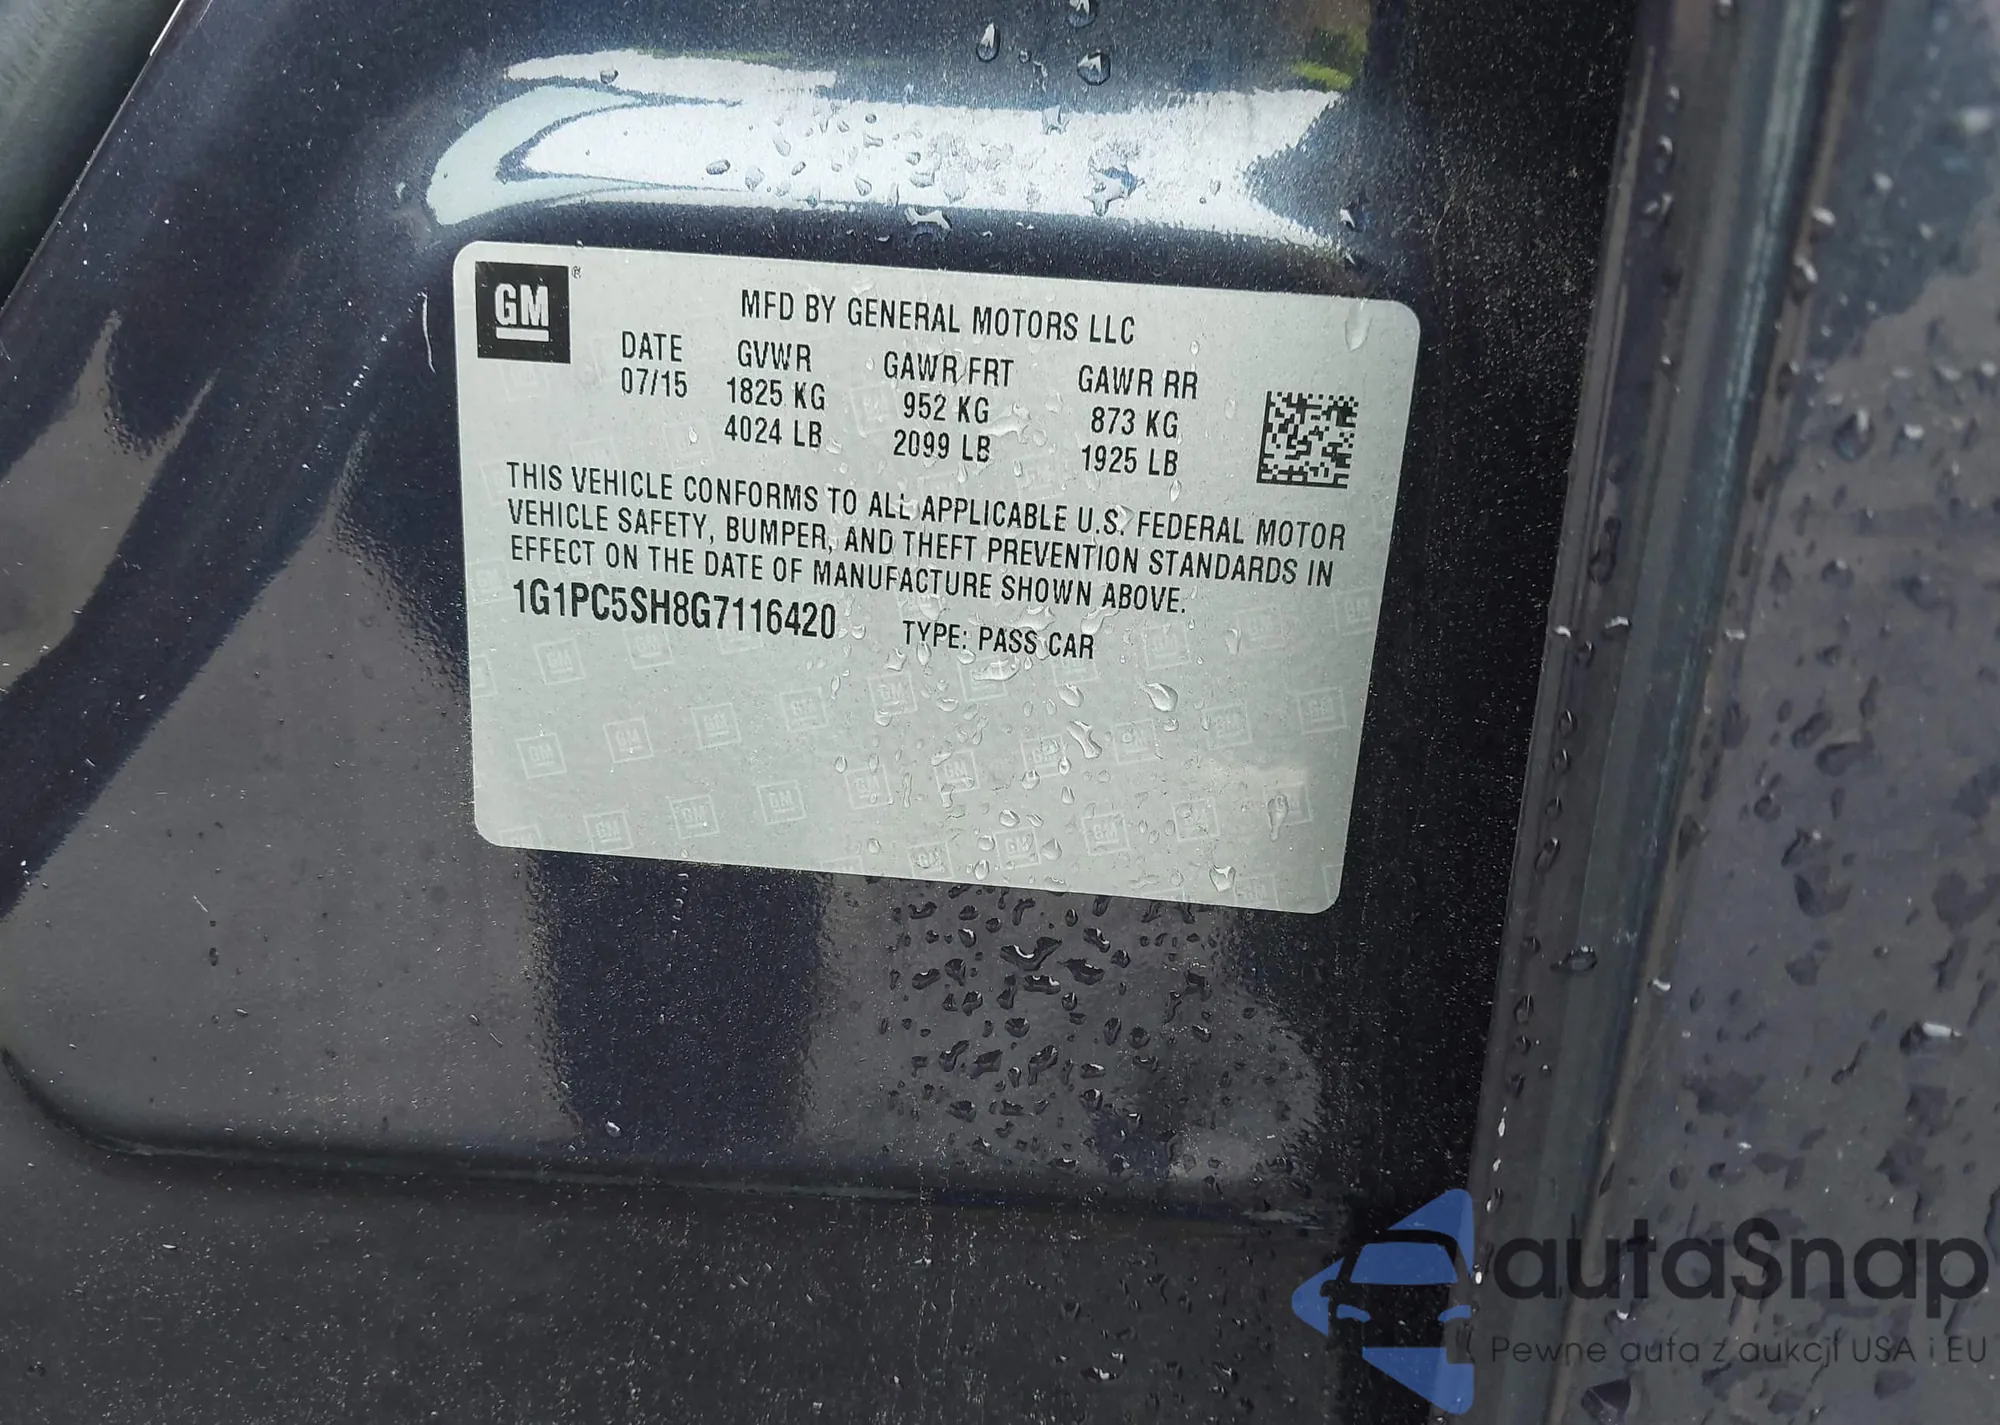 GM ®
MFD BY GENERAL MOTORS LLC
DATE GVWR GAWR FRT GAWR RR
07/15 1825 KG 952 KG 873 KG
4024 LB 2099 LB 1925 LB
THIS VEHICLE CONFORMS TO ALL APPLICABLE U.S. FEDERAL MOTOR
VEHICLE SAFETY, BUMPER, AND THEFT PREVENTION STANDARDS IN
EFFECT ON THE DATE OF MANUFACTURE SHOWN ABOVE.
1G1PC5SH8G7116420 TYPE: PASS CAR
autaSnap
Pewne auta z aukcji USA i EU